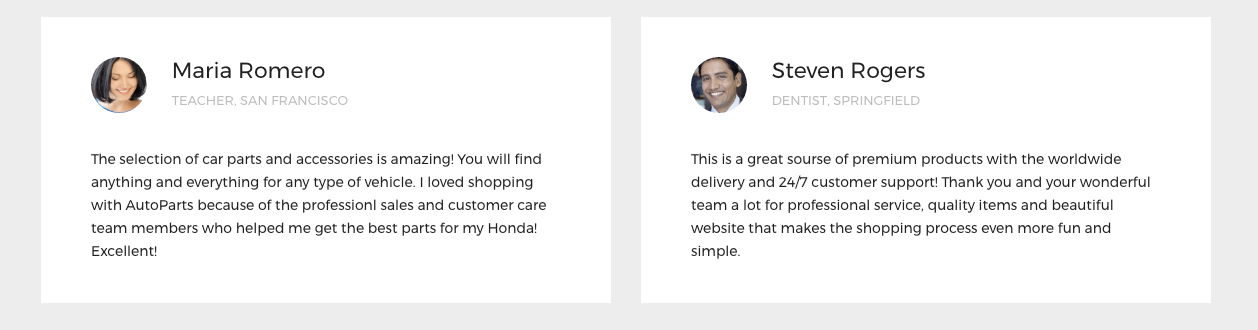 Maria Romero
TEACHER, SAN FRANCISCO
The selection of car parts and accessories is amazing! You will find
anything and everything for any type of vehicle. I loved shopping
with AutoParts because of the professionl sales and customer care
team members who helped me get the best parts for my Honda!
Excellent!
Steven Rogers
DENTIST, SPRINGFIELD
This is a great sourse of premium products with the worldwide
delivery and 24/7 customer support! Thank you and your wonderful
team a lot for professional service, quality items and beautiful
website that makes the shopping process even more fun and
simple.